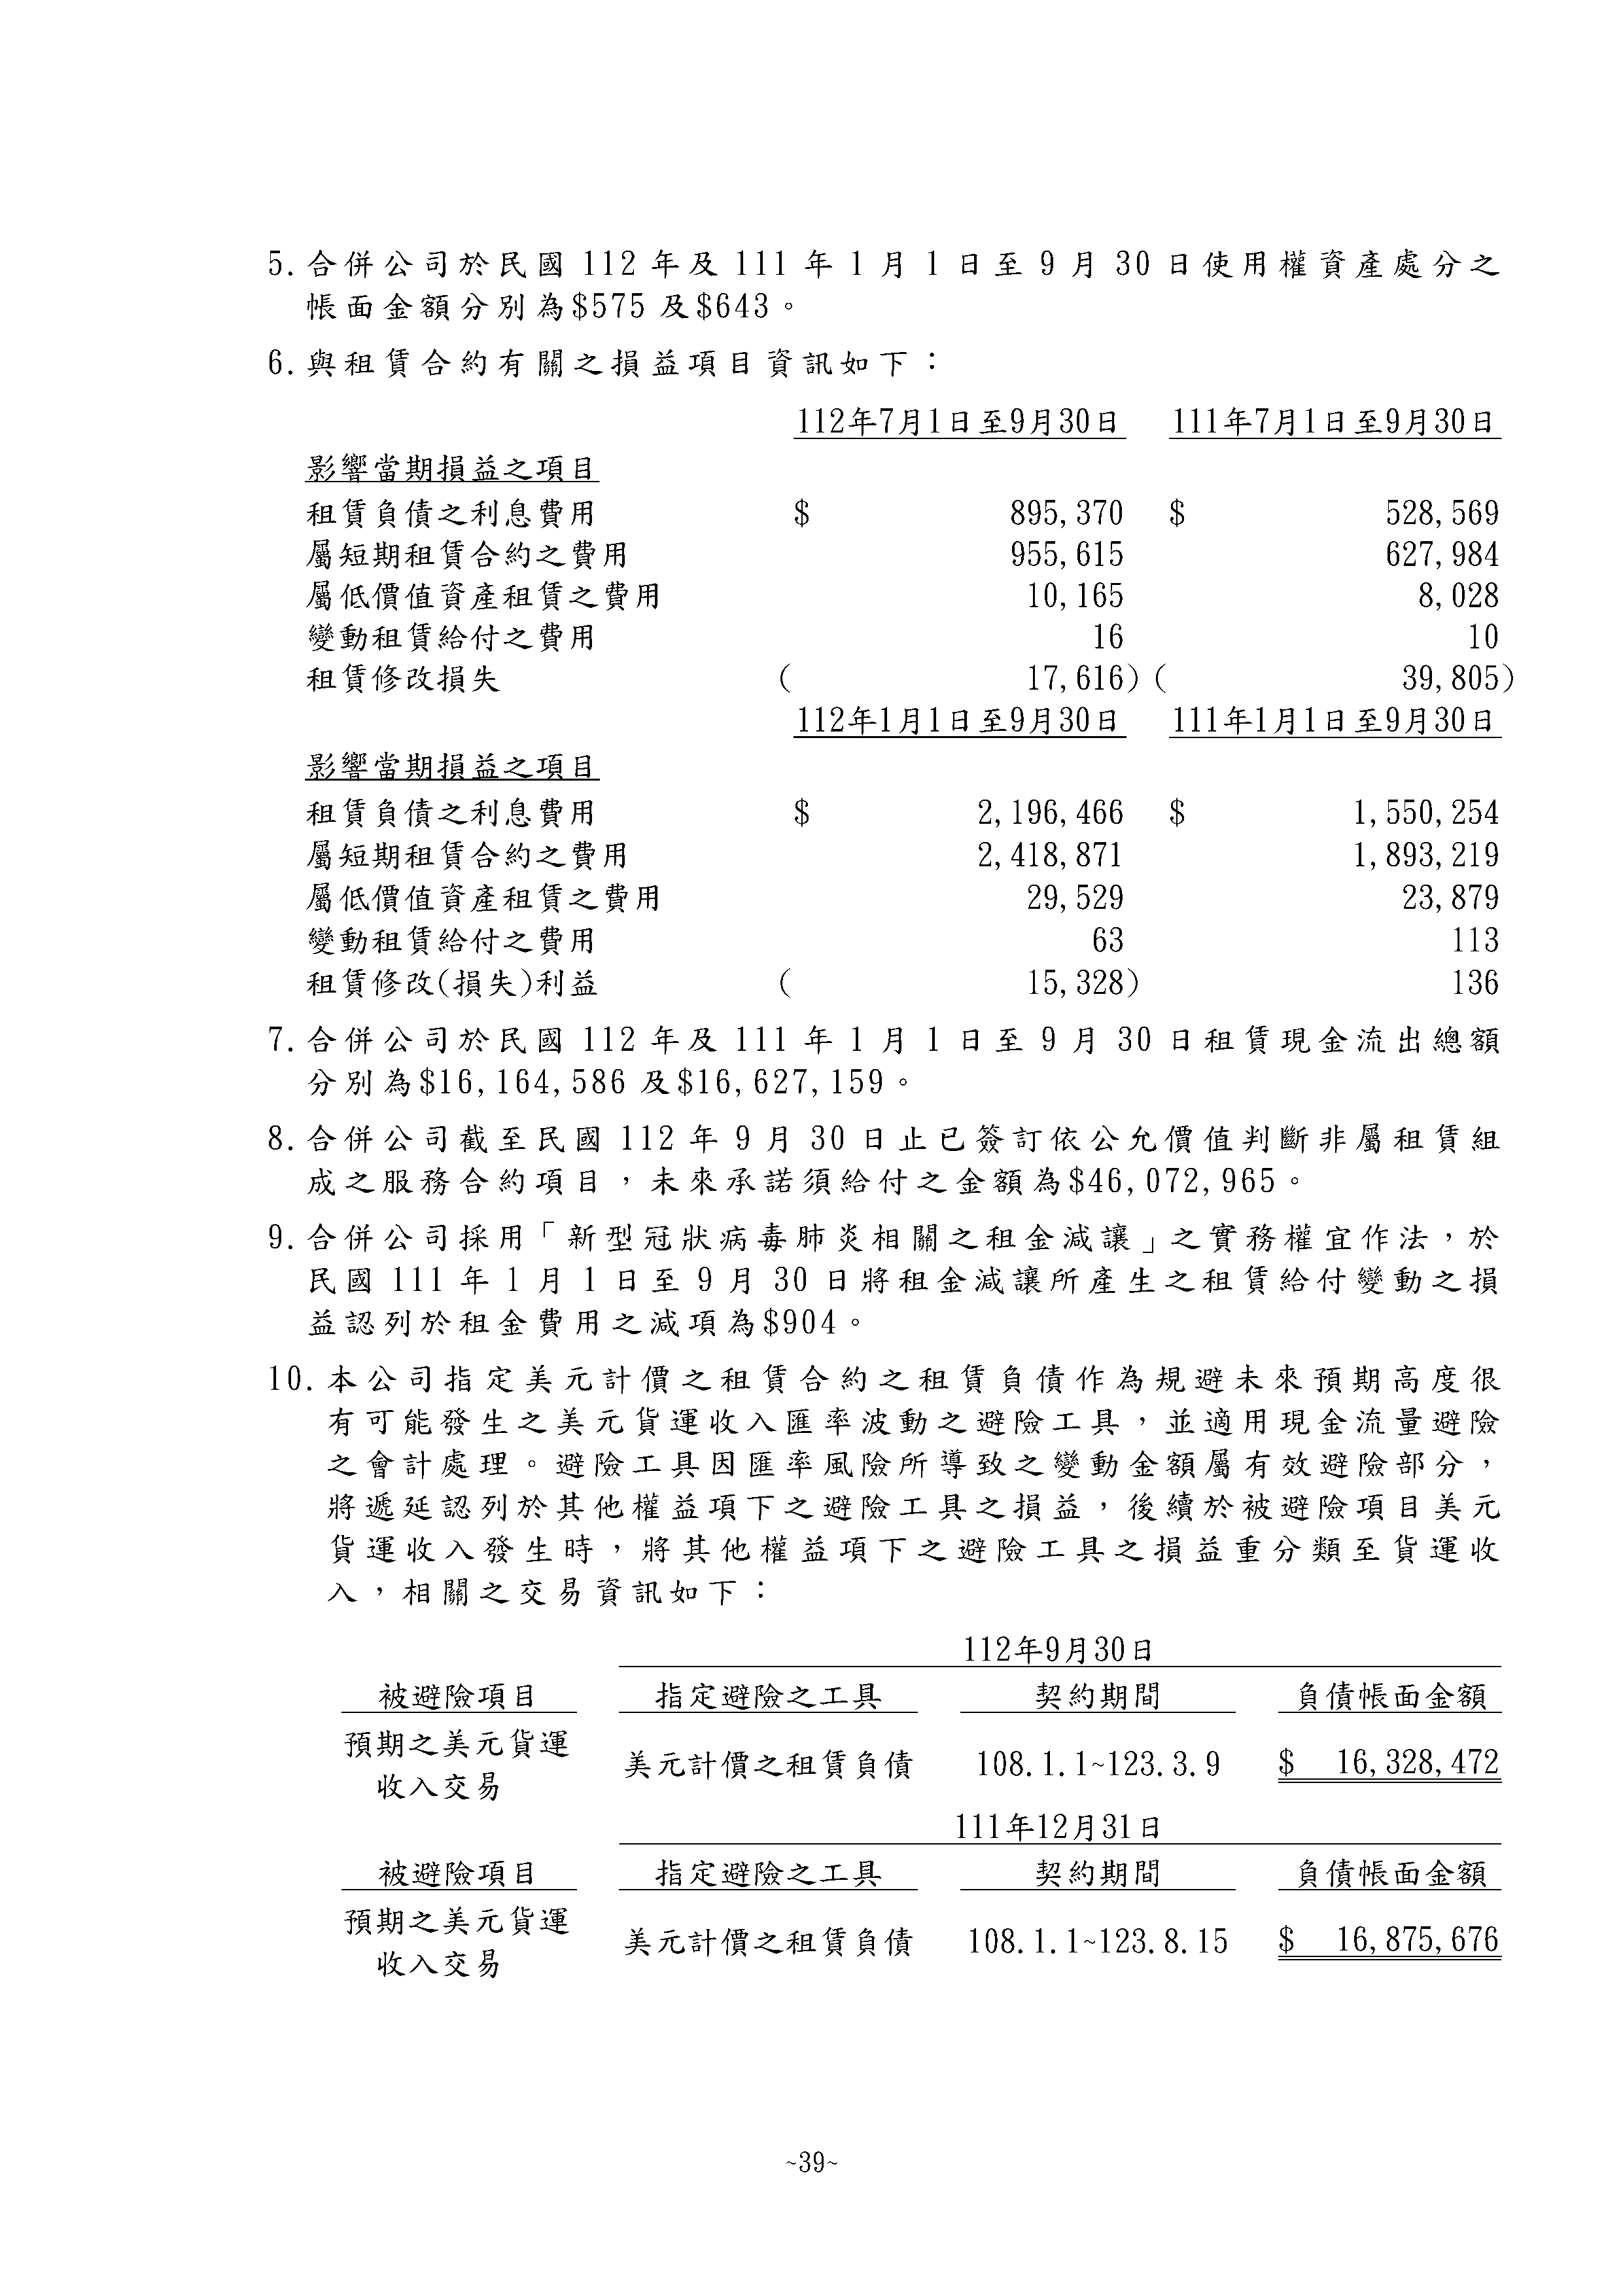 5. 合併公司於民國 112 年及 111 年 1 月 1 日至 9 月 30 日使用權資產處分之
帳面金額分別為$575 及$643。
6. 與租賃合約有關之損益項目資訊如下：
112年7月1日至9月30日 111年7月1日至9月30日
影響當期損益之項目
租賃負債之利息費用 $ 895,370 $ 528,569
屬短期租賃合約之費用 955,615 627,984
屬低價值資產租賃之費用 10,165 8,028
變動租賃給付之費用 16 10
租賃修改損失 ( 17,616) ( 39,805)
112年1月1日至9月30日 111年1月1日至9月30日
影響當期損益之項目
租賃負債之利息費用 $ 2,196,466 $ 1,550,254
屬短期租賃合約之費用 2,418,871 1,893,219
屬低價值資產租賃之費用 29,529 23,879
變動租賃給付之費用 63 113
租賃修改(損失)利益 ( 15,328) 136
7. 合併公司於民國 112 年及 111 年 1 月 1 日至 9 月 30 日租賃現金流出總額
分別為$16,164,586 及$16,627,159。
8. 合併公司截至民國 112 年 9 月 30 日止已簽訂依公允價值判斷非屬租賃組
成之服務合約項目，未來承諾須給付之金額為$46,072,965。
9. 合併公司採用「新型冠狀病毒肺炎相關之租金減讓」之實務權宜作法，於
民國 111 年 1 月 1 日至 9 月 30 日將租金減讓所產生之租賃給付變動之損
益認列於租金費用之減項為$904。
10. 本公司指定美元計價之租賃合約之租賃負債作為規避未來預期高度很
有可能發生之美元貨運收入匯率波動之避險工具，並適用現金流量避險
之會計處理。避險工具因匯率風險所導致之變動金額屬有效避險部分，
將遞延認列於其他權益項下之避險工具之損益，後續於被避險項目美元
貨運收入發生時，將其他權益項下之避險工具之損益重分類至貨運收
入，相關之交易資訊如下：
112年9月30日
被避險項目 指定避險之工具 契約期間 負債帳面金額
預期之美元貨運
收入交易 美元計價之租賃負債 108.1.1~123.3.9 $ 16,328,472
111年12月31日
被避險項目 指定避險之工具 契約期間 負債帳面金額
預期之美元貨運
收入交易 美元計價之租賃負債 108.1.1~123.8.15 $ 16,875,676
~39~